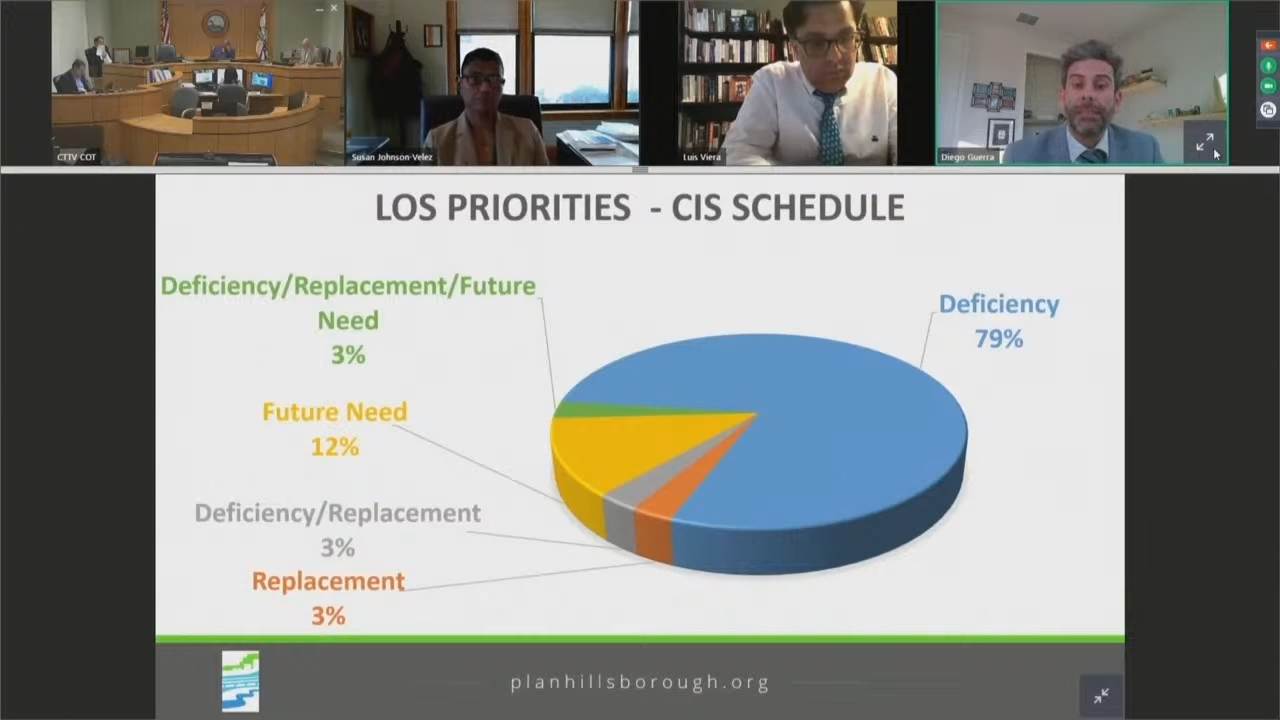 CTTV COT
Susan Johnson-Velez
Luis Viera
Diego Guerra
LOS PRIORITIES - CIS SCHEDULE
Deficiency/Replacement/Future
Need
3%
Deficiency
79%
Future Need
12%
Deficiency/Replacement
3%
Replacement
3%
planhillsborough.org